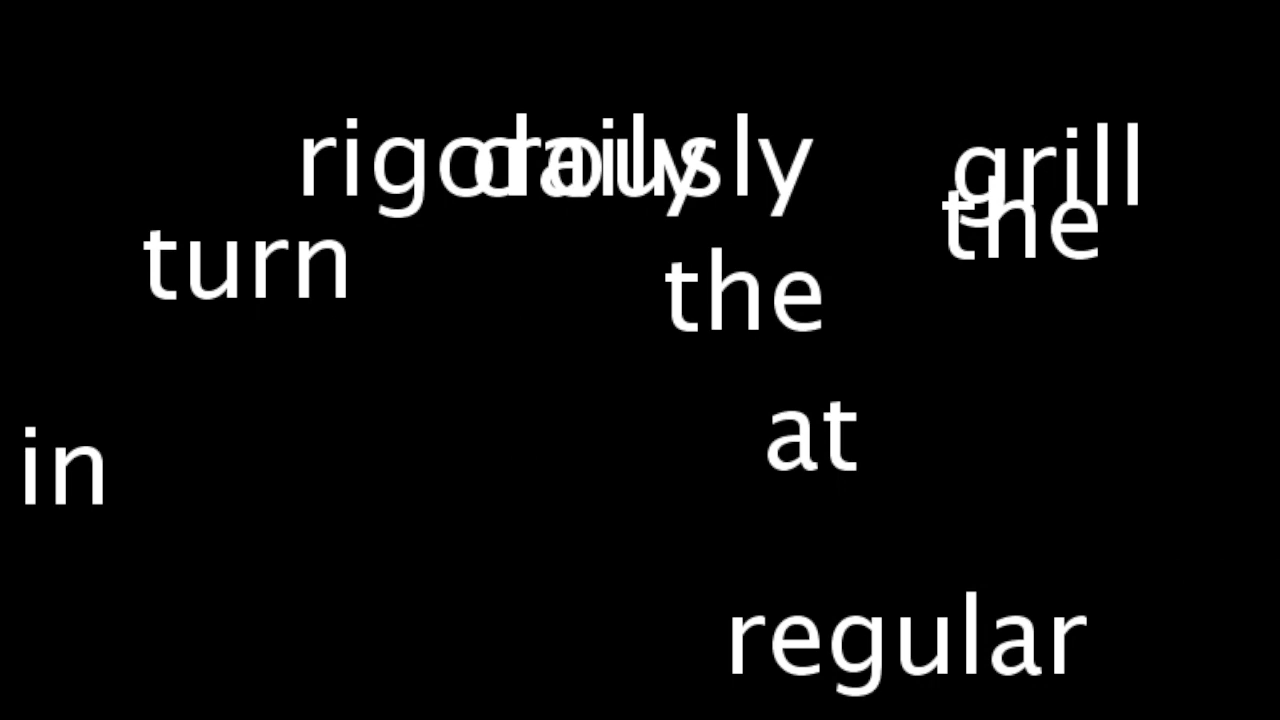 rigorously daily grill
the
turn the
at
in
regular